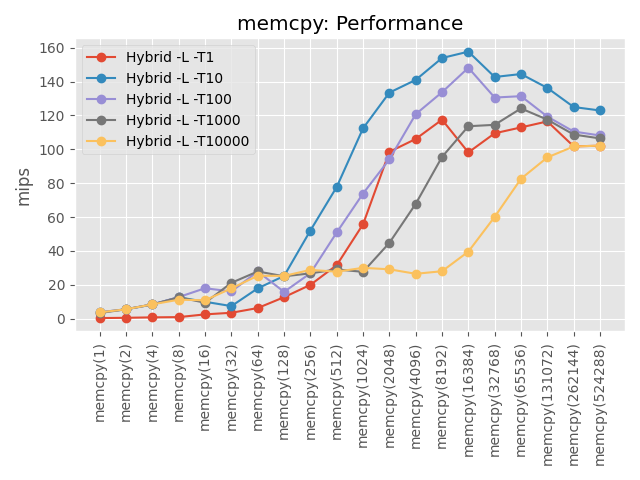 memcpy: Performance
Hybrid -L -T1
Hybrid -L -T10
Hybrid -L -T100
Hybrid -L -T1000
Hybrid -L -T10000
mips
160
140
120
100
80
60
40
20
0
memcpy(1)
memcpy(2)
memcpy(4)
memcpy(8)
memcpy(16)
memcpy(32)
memcpy(64)
memcpy(128)
memcpy(256)
memcpy(512)
memcpy(1024)
memcpy(2048)
memcpy(4096)
memcpy(8192)
memcpy(16384)
memcpy(32768)
memcpy(65536)
memcpy(131072)
memcpy(262144)
memcpy(524288)